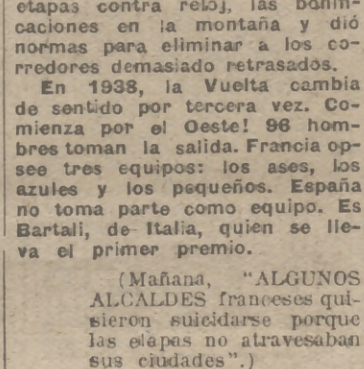 etapas contra reloj, las bonifi-
caciones en la montaña y dió
normas para eliminar a los co-
rredores demasiado retrasados.
En 1938, la Vuelta cambia
de sentido por tercera vez. Co-
mienza por el Oeste! 96 hom-
bres toman la salida. Francia op-
see tres equipos: los ases, los
azules y los pequeños. España
no toma parte como equipo. Es
Bartali, de Italia, quien se lle-
va el primer premio.
(Mañana, "ALGUNOS
ALCALDES franceses qui-
sieron suicidarse porque
las etapas no atravesaban
sus ciudades".)